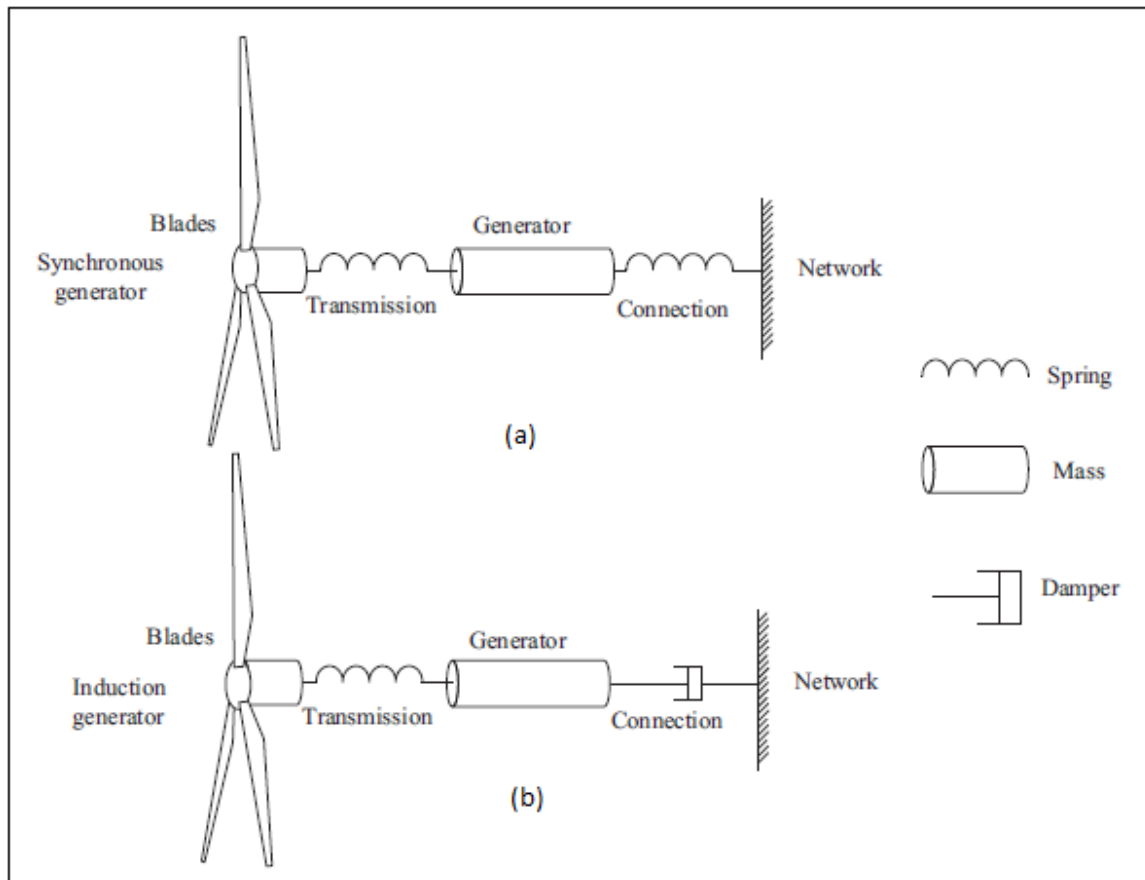 Blades
Generator
Synchronous
generator
Network
Transmission
Connection
Spring
(a)
Mass
Damper
Blades
Generator
Induction
generator
Network
Transmission
Connection
(b)